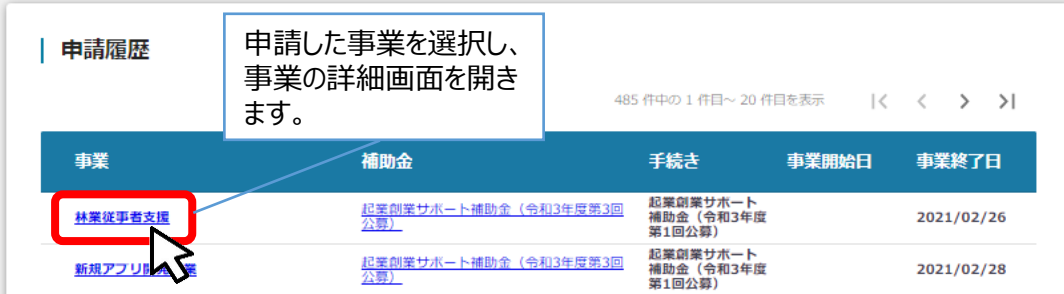 申請履歴
申請した事業を選択し、
事業の詳細画面を開き
ます。
485 件中の 1 件目～ 20 件目を表示
事業 補助金 手続き 事業開始日 事業終了日
林業従事者支援
起業創業サポート補助金（令和3年度第3回
公募）
起業創業サポート
補助金（令和3年度
第1回公募）
2021/02/26
新規アプリ開発
業
起業創業サポート補助金（令和3年度第3回
公募）
起業創業サポート
補助金（令和3年度
第1回公募）
2021/02/28